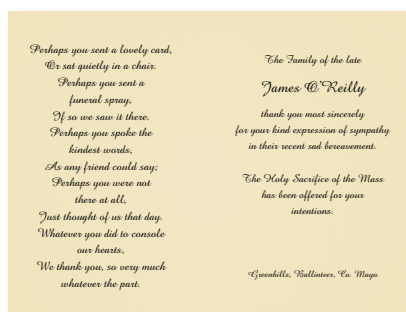 Perhaps you sent a lovely card,
Or sat quietly in a chair.
Perhaps you sent a
funeral spray,
If so we saw it there.
Perhaps you spoke the
kindest words,
As any friend could say;
Perhaps you were not
there at all,
Just thought of us that day.
Whatever you did to console
our hearts,
We thank you, so very much
whatever the part.
The Family of the late
James O'Reilly
thank you most sincerely
for your kind expression of sympathy
in their recent sad bereavement.
The Holy Sacrifice of the Mass
has been offered for your
intentions.
Greenhills, Ballinteer, Co. Mayo